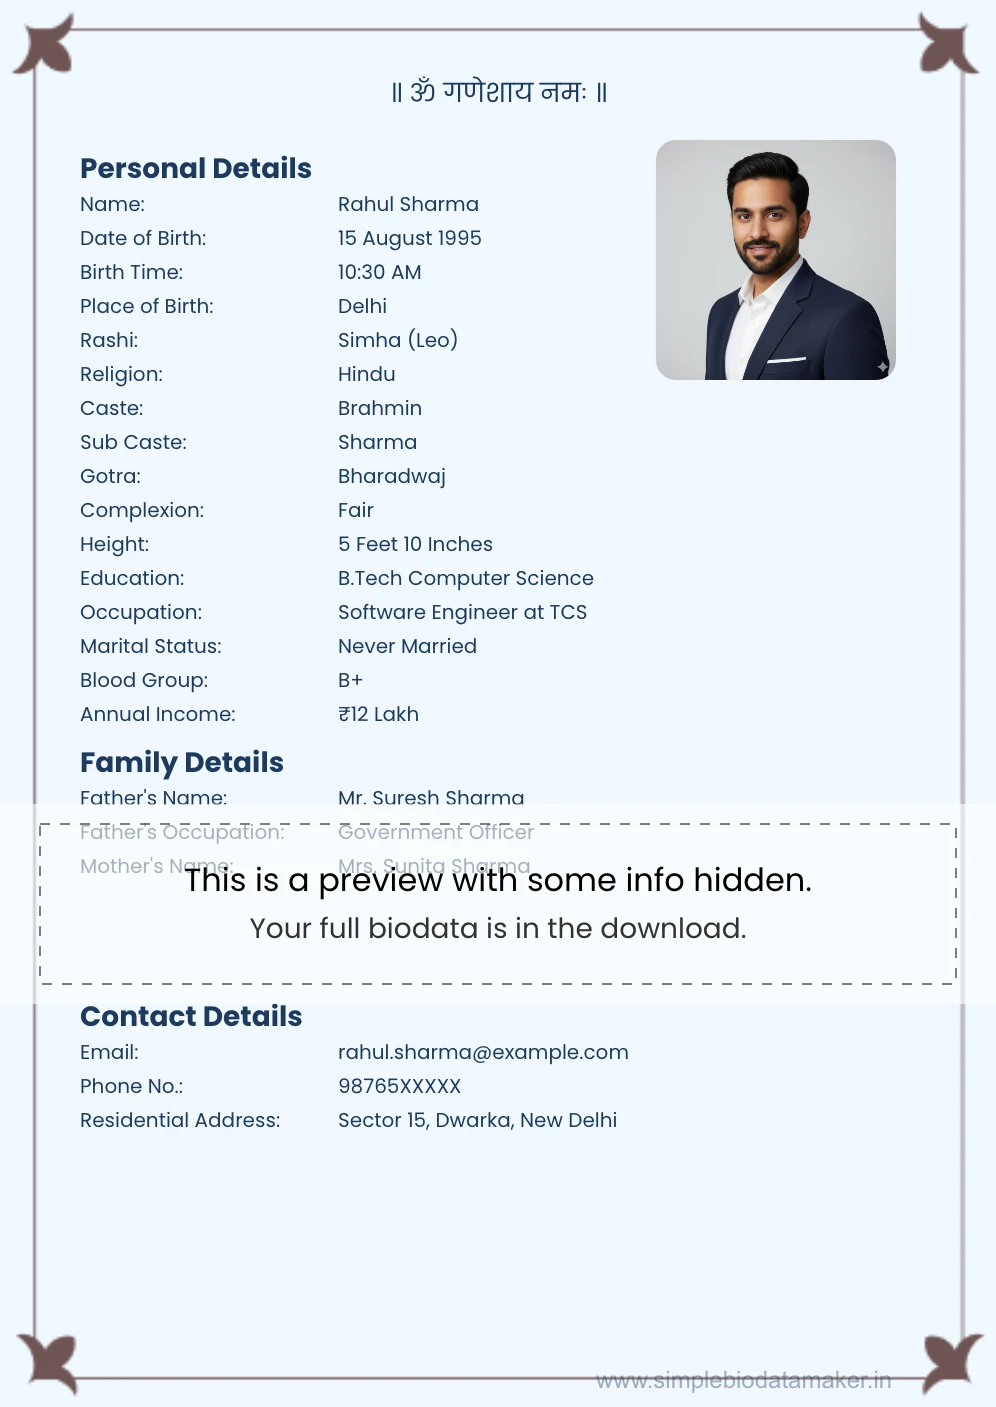 ॥ ॐ गणेशाय नमः ॥
Personal Details
Name: Rahul Sharma
Date of Birth: 15 August 1995
Birth Time: 10:30 AM
Place of Birth: Delhi
Rashi: Simha (Leo)
Religion: Hindu
Caste: Brahmin
Sub Caste: Sharma
Gotra: Bharadwaj
Complexion: Fair
Height: 5 Feet 10 Inches
Education: B.Tech Computer Science
Occupation: Software Engineer at TCS
Marital Status: Never Married
Blood Group: B+
Annual Income: ₹12 Lakh
Family Details
Father's Name: Mr. Suresh Sharma
Father's Occupation: Government Officer
Mother's Name: Mrs. Sunita Sharma
This is a preview with some info hidden.
Your full biodata is in the download.
Contact Details
Email: rahul.sharma@example.com
Phone No.: 98765XXXXX
Residential Address: Sector 15, Dwarka, New Delhi
www.simplebiodatamaker.in